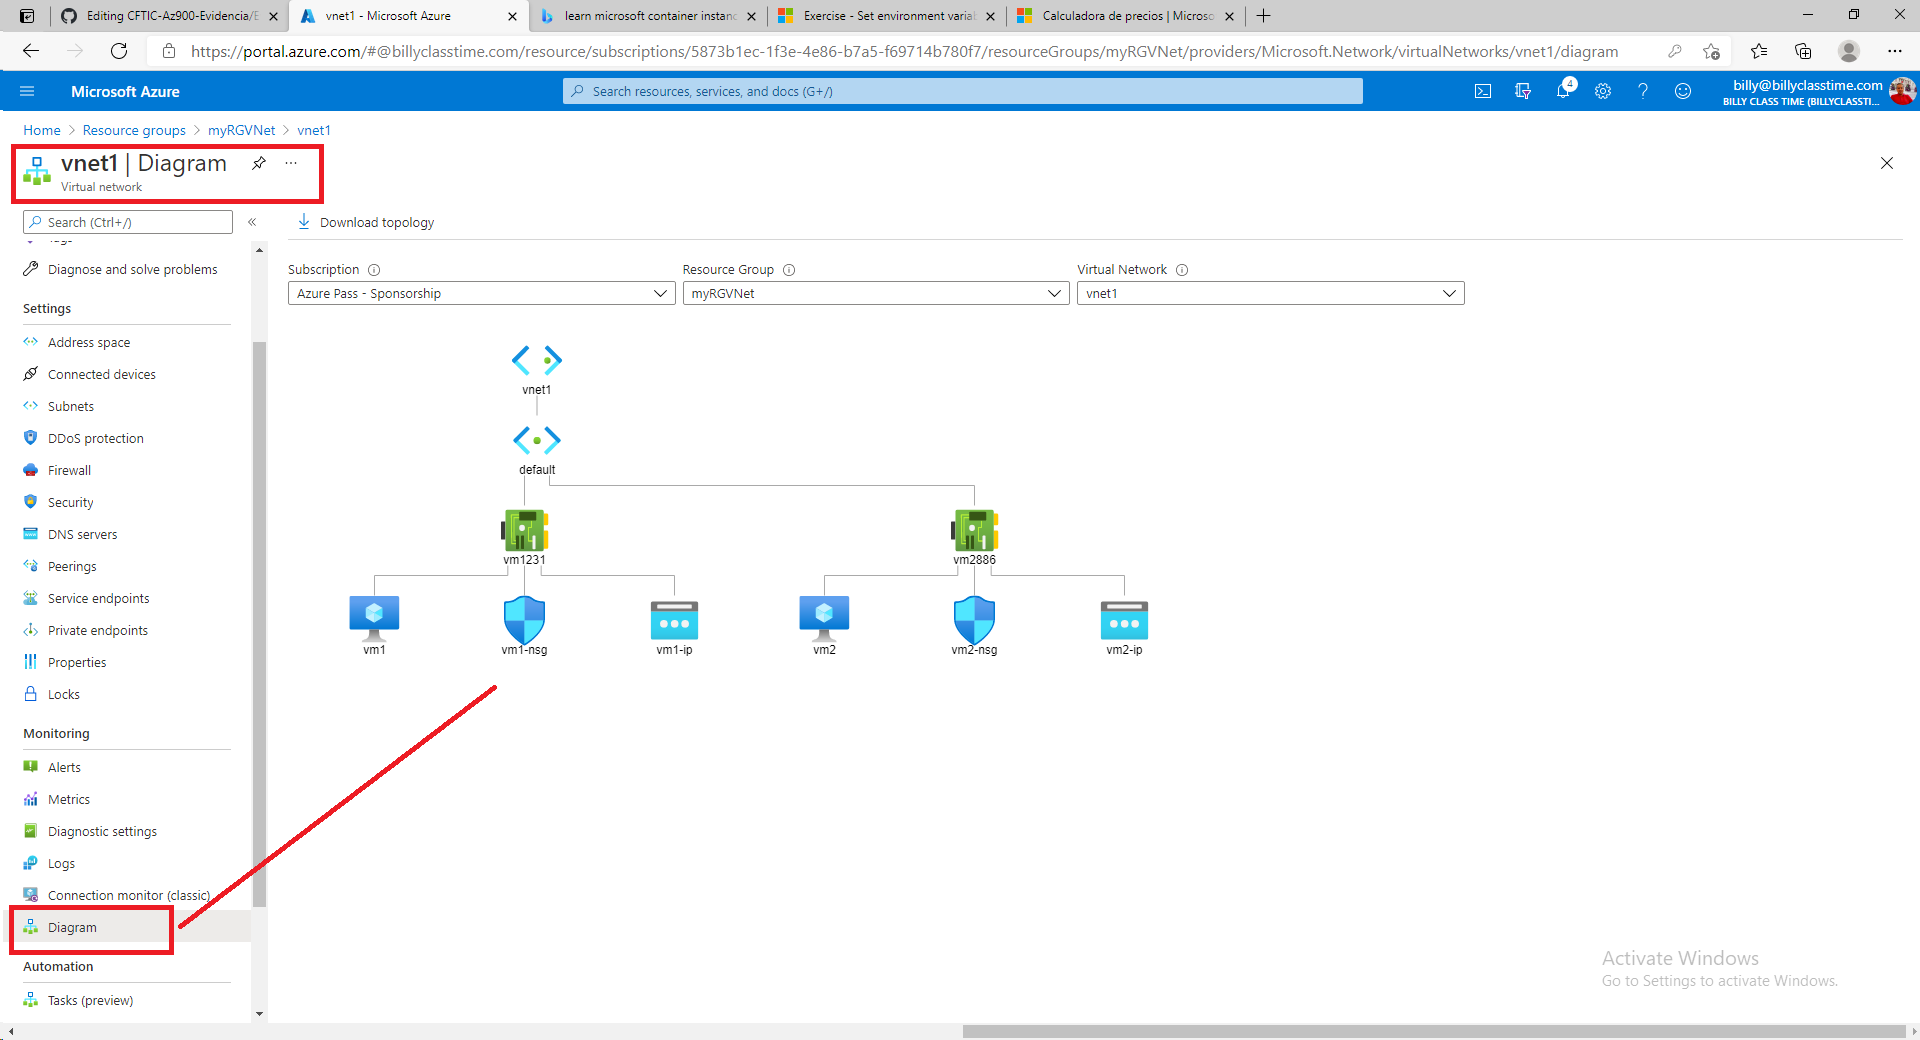 Editing CFTIC-Az900-Evidencia/E
vnet1 - Microsoft Azure
learn microsoft container instanc
Exercise - Set environment varia
Calculadora de precios | Microso
https://portal.azure.com/#@billyclasstime.com/resource/subscriptions/5873b1ec-1f3e-4e86-b7a5-f69714b780f7/resourceGroups/myRGVNet/providers/Microsoft.Network/virtualNetworks/vnet1/diagram
Microsoft Azure
Search resources, services, and docs (G+/)
4
billy@billyclasstime.com
BILLY CLASS TIME (BILLYCLASSTI...
Home > Resource groups > myRGVNet > vnet1
vnet1 | Diagram
Virtual network
Search (Ctrl+/)
Download topology
Tags
Diagnose and solve problems
Settings
Address space
Connected devices
Subnets
DDoS protection
Firewall
Security
DNS servers
Peerings
Service endpoints
Private endpoints
Properties
Locks
Monitoring
Alerts
Metrics
Diagnostic settings
Logs
Connection monitor (classic)
Diagram
Automation
Tasks (preview)
Subscription
Resource Group
Virtual Network
Azure Pass - Sponsorship
myRGVNet
vnet1
vnet1
default
vm1231
vm2886
vm1
vm1-nsg
vm1-ip
vm2
vm2-nsg
vm2-ip
Activate Windows
Go to Settings to activate Windows.